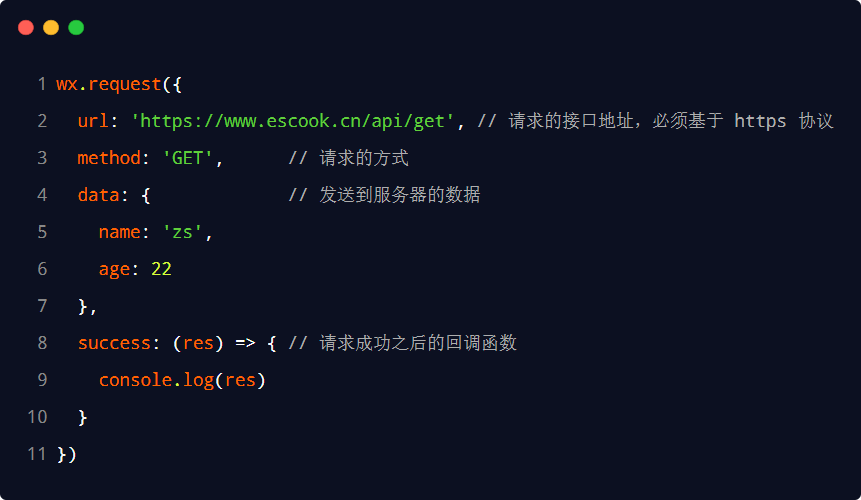 1 wx.request({
2   url: 'https://www.escook.cn/api/get', // 请求的接口地址，必须基于 https 协议
3   method: 'GET',      // 请求的方式
4   data: {             // 发送到服务器的数据
5     name: 'zs',
6     age: 22
7   },
8   success: (res) => { // 请求成功之后的回调函数
9     console.log(res)
10   }
11 })